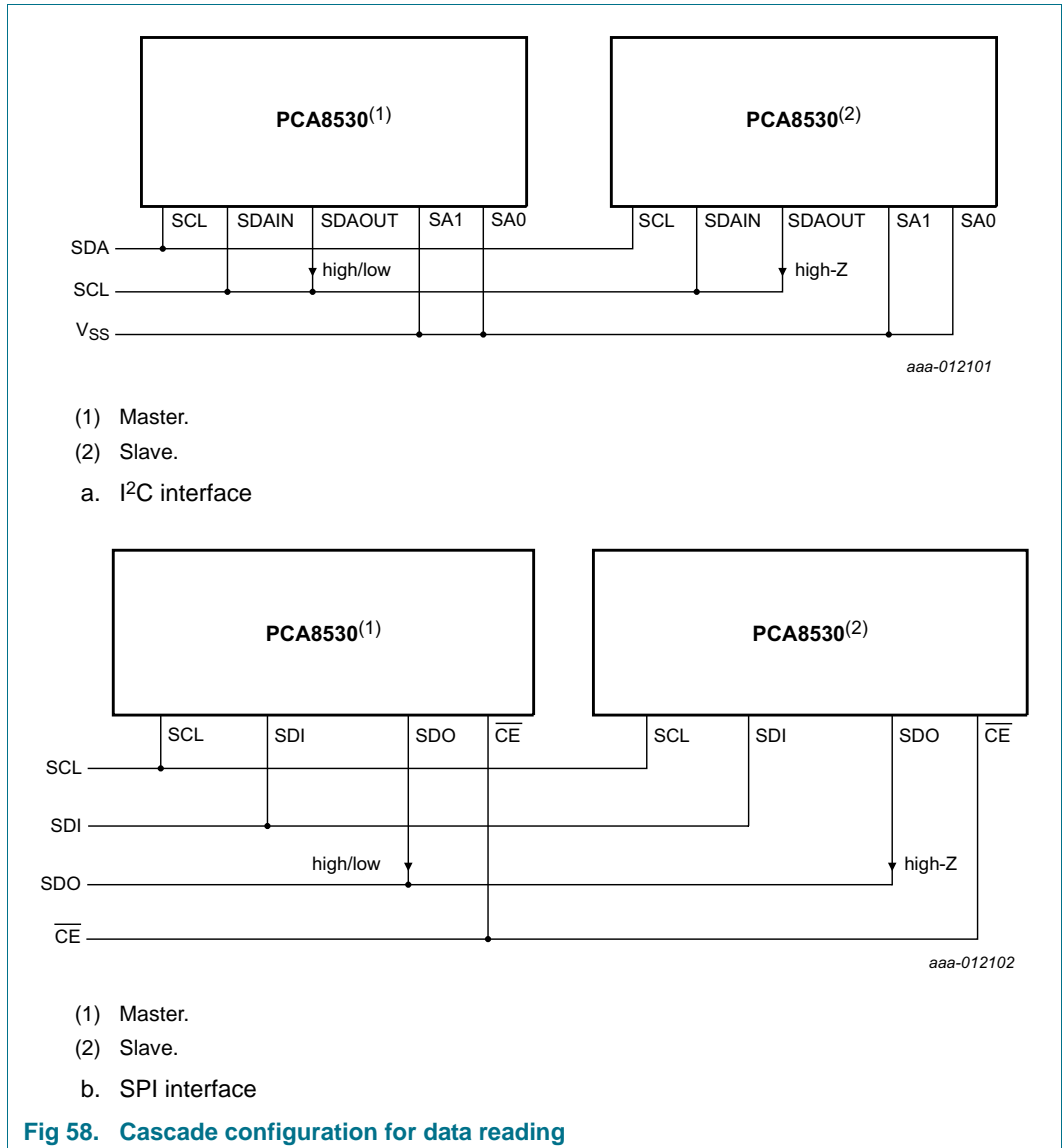 PCA8530(1) PCA8530(2)
SCL SDAIN SDAOUT SA1 SA0 SCL SDAIN SDAOUT SA1 SA0
SDA
high/low high-Z
SCL
VSS
aaa-012101
(1) Master.
(2) Slave.
a. I2C interface
PCA8530(1) PCA8530(2)
SCL SDI SDO CE SCL SDI SDO CE
SCL
SDI
high/low high-Z
SDO
CE
aaa-012102
(1) Master.
(2) Slave.
b. SPI interface
Fig 58. Cascade configuration for data reading